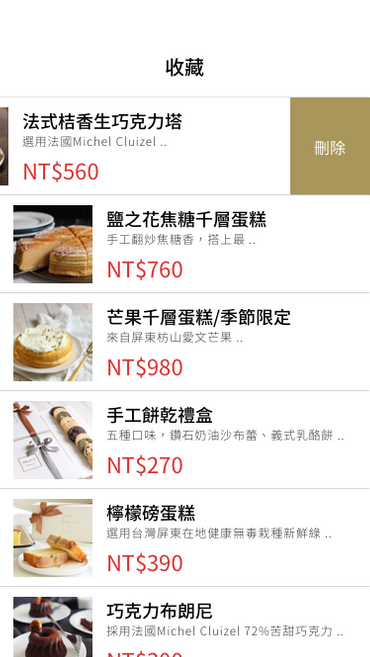 收藏
法式桔香生巧克力塔
選用法國Michel Cluizel ..
NT$560
刪除
鹽之花焦糖千層蛋糕
手工翻炒焦糖香，搭上最 ..
NT$760
芒果千層蛋糕/季節限定
來自屏東枋山愛文芒果 ..
NT$980
手工餅乾禮盒
五種口味，鑽石奶油沙布蕾、義式乳酪餅 ..
NT$270
檸檬磅蛋糕
選用台灣屏東在地健康無毒栽種新鮮綠 ..
NT$390
巧克力布朗尼
採用法國Michel Cluizel 72%苦甜巧克力 ..